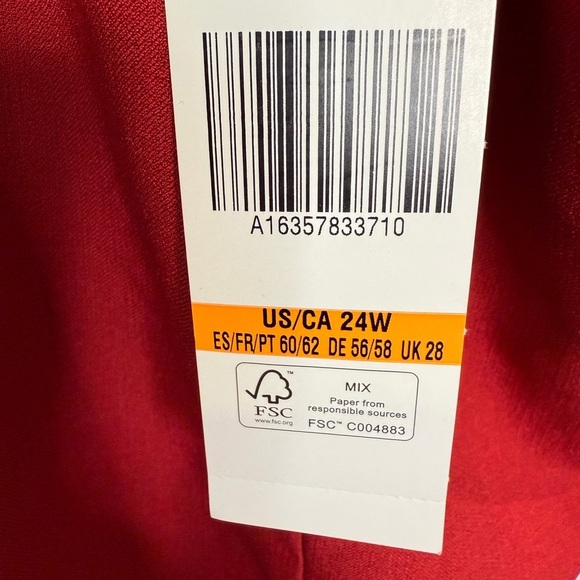 A16357833710
US/CA 24W
ES/FR/PT 60/62 DE 56/58 UK 28
FSC™
www.fsc.org
MIX
Paper from
responsible sources
FSC™ C004883